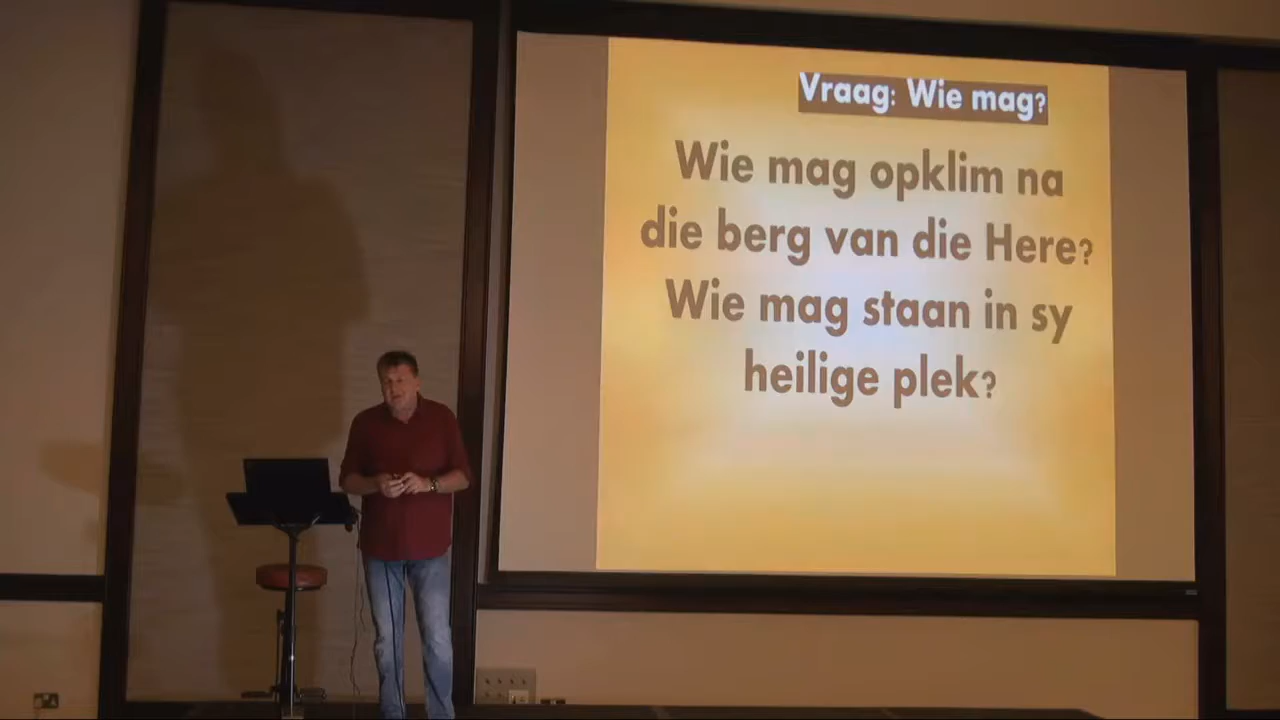 Vraag: Wie mag?
Wie mag opklim na
die berg van die Here?
Wie mag staan in sy
heilige plek?